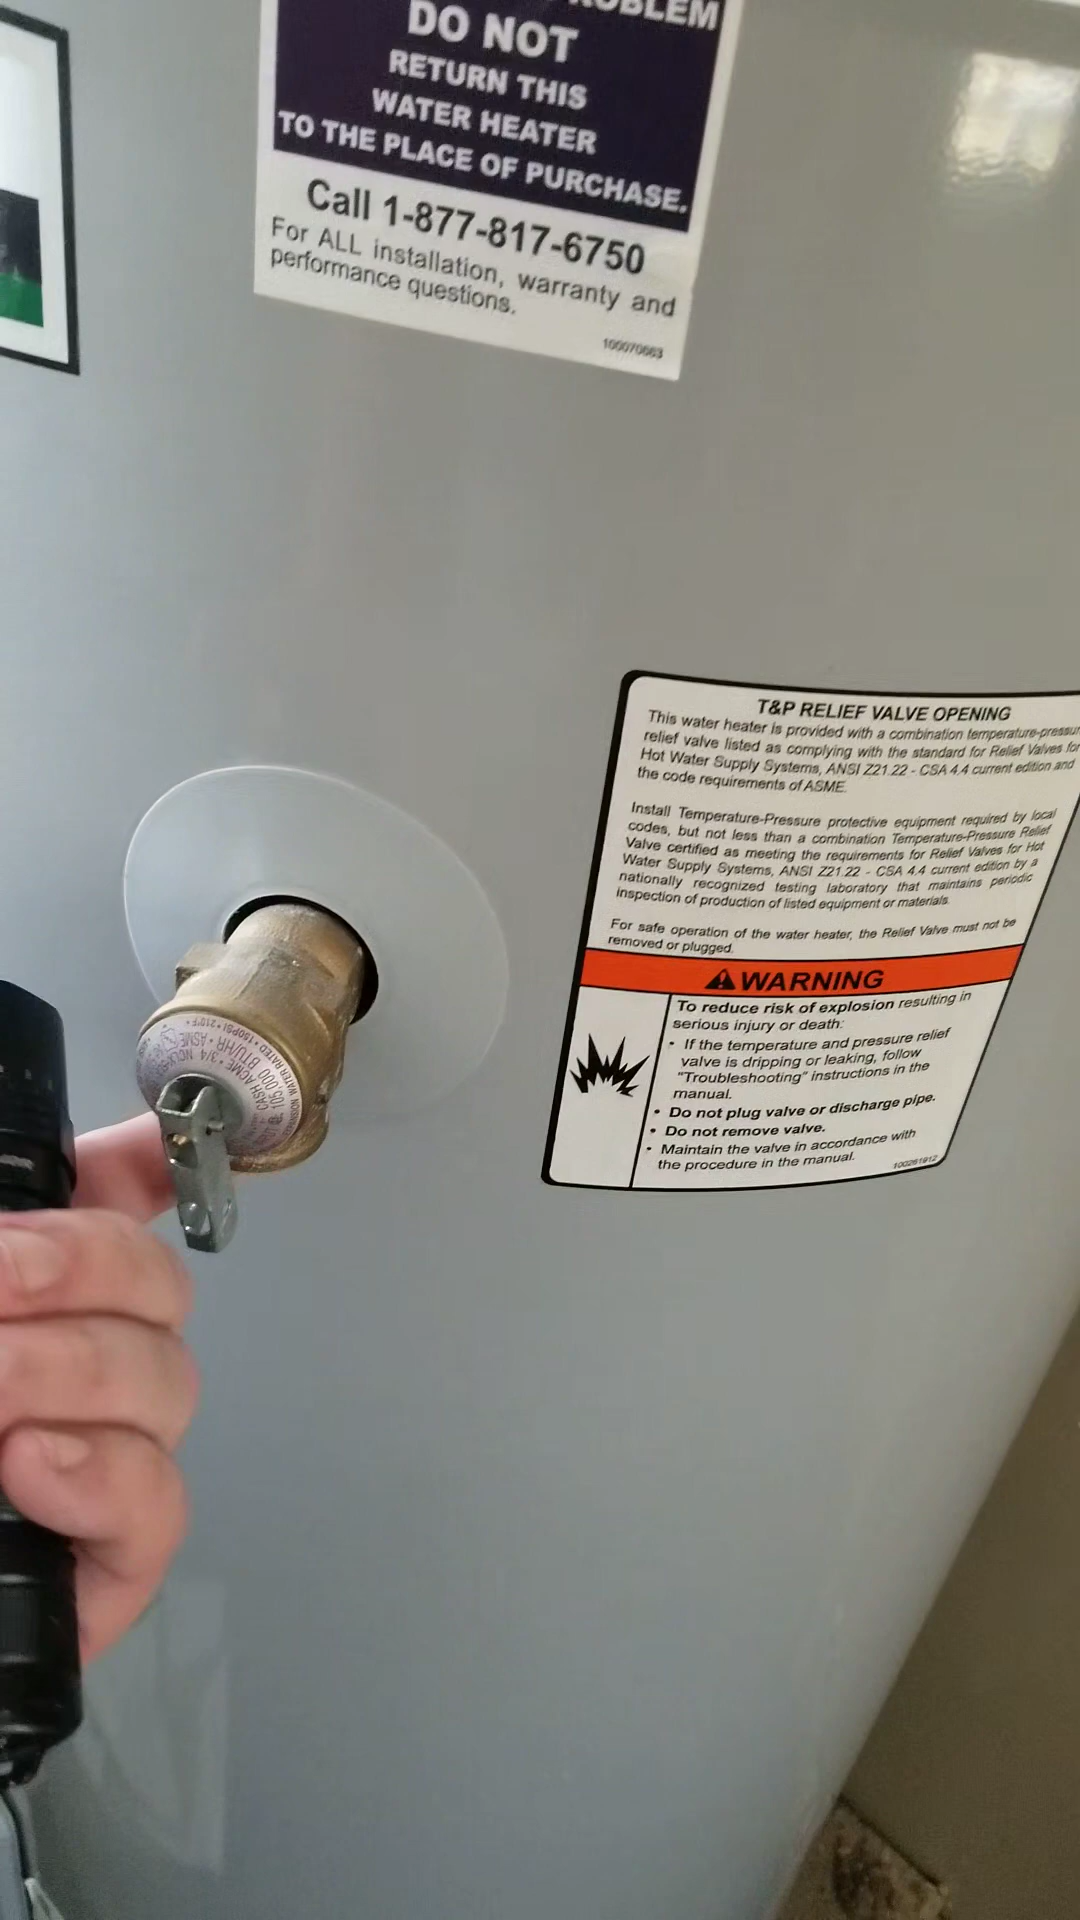 PROBLEM
DO NOT
RETURN THIS
WATER HEATER
TO THE PLACE OF PURCHASE.
Call 1-877-817-6750
For ALL installation, warranty and
performance questions.
100070663
T&P RELIEF VALVE OPENING
This water heater is provided with a combination temperature-pressur
relief valve listed as complying with the standard for Relief Valves for
Hot Water Supply Systems, ANSI Z21.22 - CSA 4.4 current edition and
the code requirements of ASME.
Install Temperature-Pressure protective equipment required by local
codes, but not less than a combination Temperature-Pressure Relief
Valve certified as meeting the requirements for Relief Valves for Hot
Water Supply Systems, ANSI Z21.22 - CSA 4.4 current edition by a
nationally recognized testing laboratory that maintains periodic
inspection of production of listed equipment or materials.
For safe operation of the water heater, the Relief Valve must not be
removed or plugged.
WARNING
To reduce risk of explosion resulting in
serious injury or death:
• If the temperature and pressure relief
valve is dripping or leaking, follow
"Troubleshooting" instructions in the
manual.
• Do not plug valve or discharge pipe.
• Do not remove valve.
• Maintain the valve in accordance with
the procedure in the manual.
100261912
ASME • 150PSI • 210°F
CASH ACME • 3/4
105,000 BTU/HR •
WATER RATED